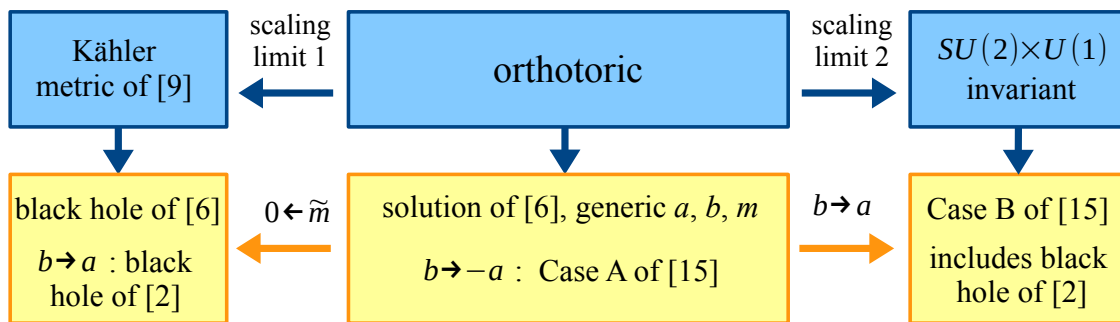 Kähler
metric of [9]
scaling
limit 1
orthotoric
scaling
limit 2
SU(2)×U(1)
invariant
black hole of [6]
b→a : black
hole of [2]
0←m̃
solution of [6], generic a, b, m
b→−a : Case A of [15]
b→a
Case B of [15]
includes black
hole of [2]